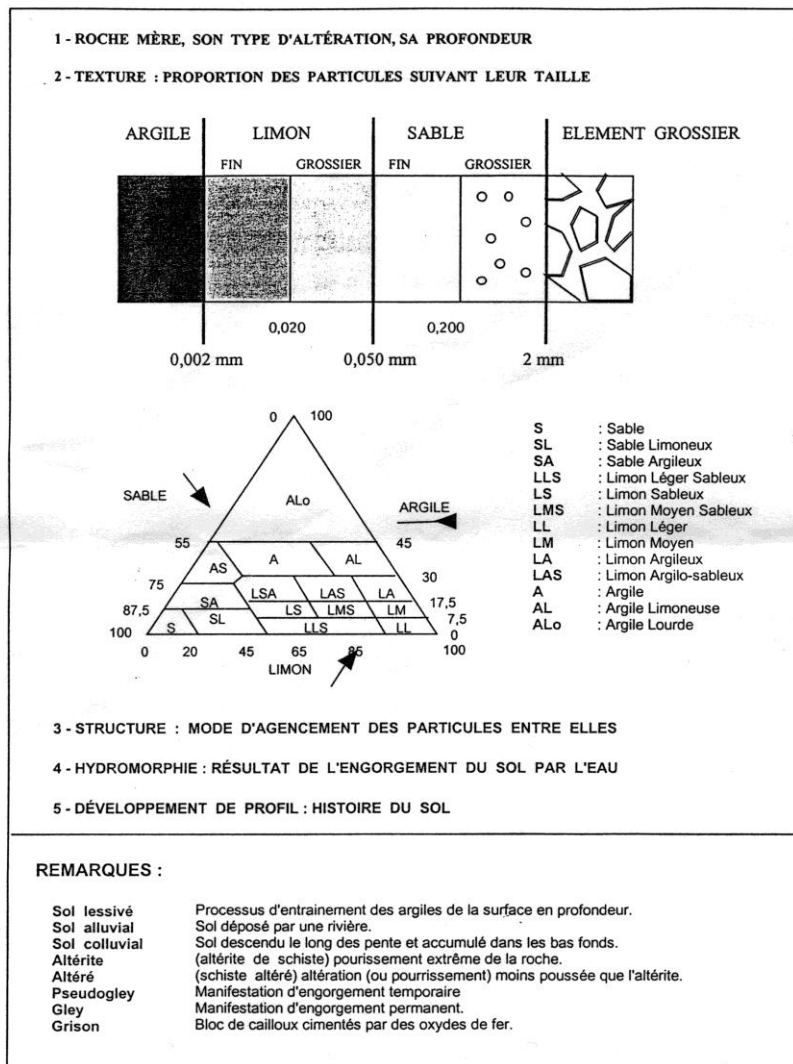 1 - ROCHE MÈRE, SON TYPE D'ALTÉRATION, SA PROFONDEUR
2 - TEXTURE : PROPORTION DES PARTICULES SUIVANT LEUR TAILLE
ARGILE LIMON SABLE ELEMENT GROSSIER
FIN GROSSIER FIN GROSSIER
0,020 0,200
0,002 mm 0,050 mm 2 mm
0 100
SABLE
ALo
ARGILE
55 45
AS A AL
75 30
LSA LAS LA
SA 17,5
87,5 SL LS LMS LM 7,5
100 S LLS LL 0
0 20 45 65 85 100
LIMON
S : Sable
SL : Sable Limoneux
SA : Sable Argileux
LLS : Limon Léger Sableux
LS : Limon Sableux
LMS : Limon Moyen Sableux
LL : Limon Léger
LM : Limon Moyen
LA : Limon Argileux
LAS : Limon Argilo-sableux
A : Argile
AL : Argile Limoneuse
ALo : Argile Lourde
3 - STRUCTURE : MODE D'AGENCEMENT DES PARTICULES ENTRE ELLES
4 - HYDROMORPHIE : RÉSULTAT DE L'ENGORGEMENT DU SOL PAR L'EAU
5 - DÉVELOPPEMENT DE PROFIL : HISTOIRE DU SOL
REMARQUES :
Sol lessivé Processus d'entrainement des argiles de la surface en profondeur.
Sol alluvial Sol déposé par une rivière.
Sol colluvial Sol descendu le long des pente et accumulé dans les bas fonds.
Altérite (altérite de schiste) pourissement extrême de la roche.
Altéré (schiste altéré) altération (ou pourrissement) moins poussée que l'altérite.
Pseudogley Manifestation d'engorgement temporaire
Gley Manifestation d'engorgement permanent.
Grison Bloc de cailloux cimentés par des oxydes de fer.